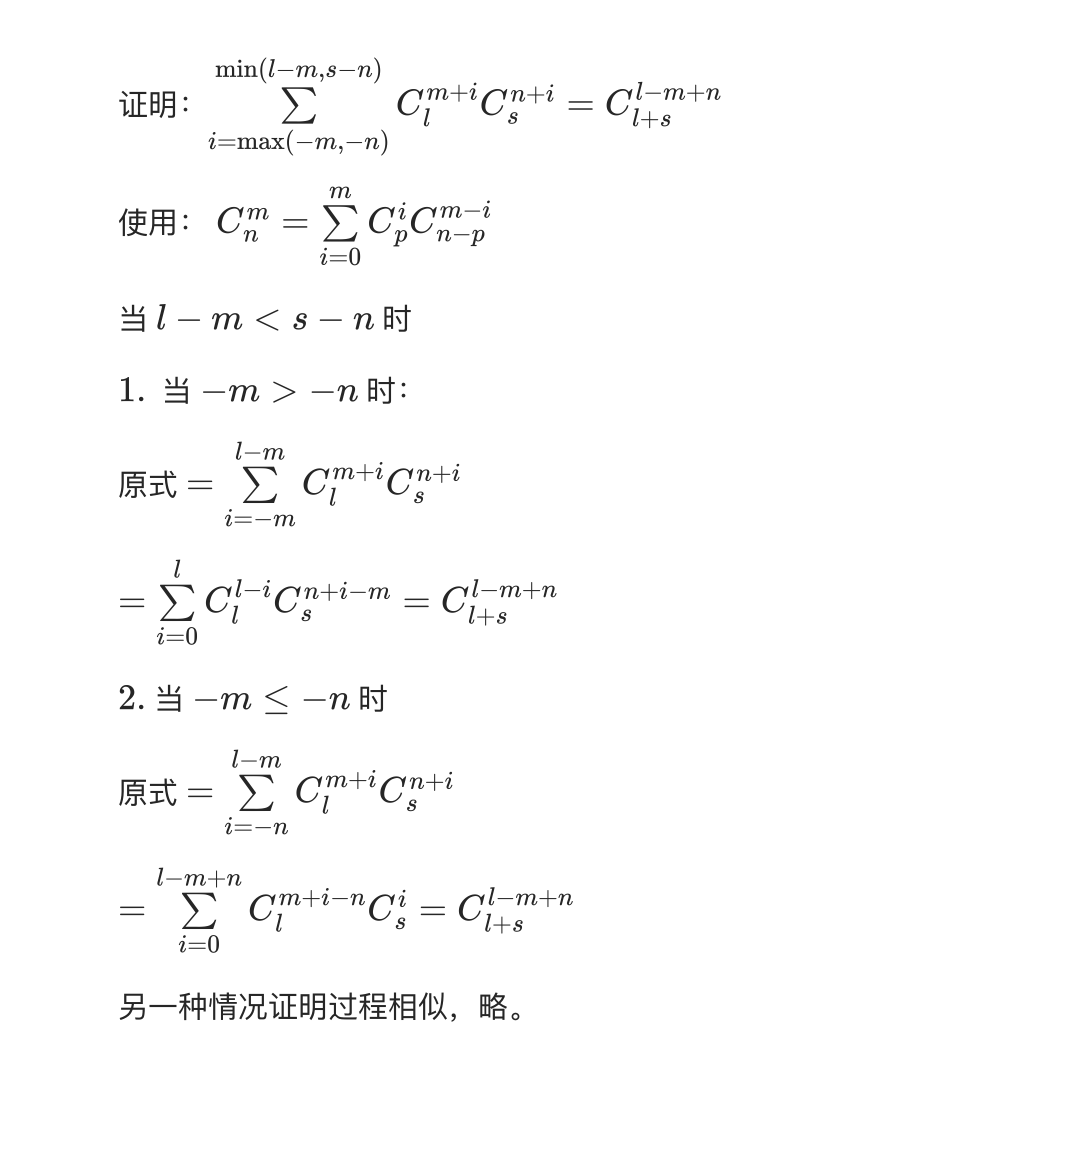 证明： $\sum_{i=\max(-m,-n)}^{\min(l-m,s-n)} C_l^{m+i} C_s^{n+i} = C_{l+s}^{l-m+n}$
使用： $C_n^m = \sum_{i=0}^{m} C_p^i C_{n-p}^{m-i}$
当 $l - m < s - n$ 时
1. 当 $-m > -n$ 时：
原式 $= \sum_{i=-m}^{l-m} C_l^{m+i} C_s^{n+i}$
$= \sum_{i=0}^{l} C_l^{l-i} C_s^{n+i-m} = C_{l+s}^{l-m+n}$
2. 当 $-m \leq -n$ 时
原式 $= \sum_{i=-n}^{l-m} C_l^{m+i} C_s^{n+i}$
$= \sum_{i=0}^{l-m+n} C_l^{m+i-n} C_s^i = C_{l+s}^{l-m+n}$
另一种情况证明过程相似，略。